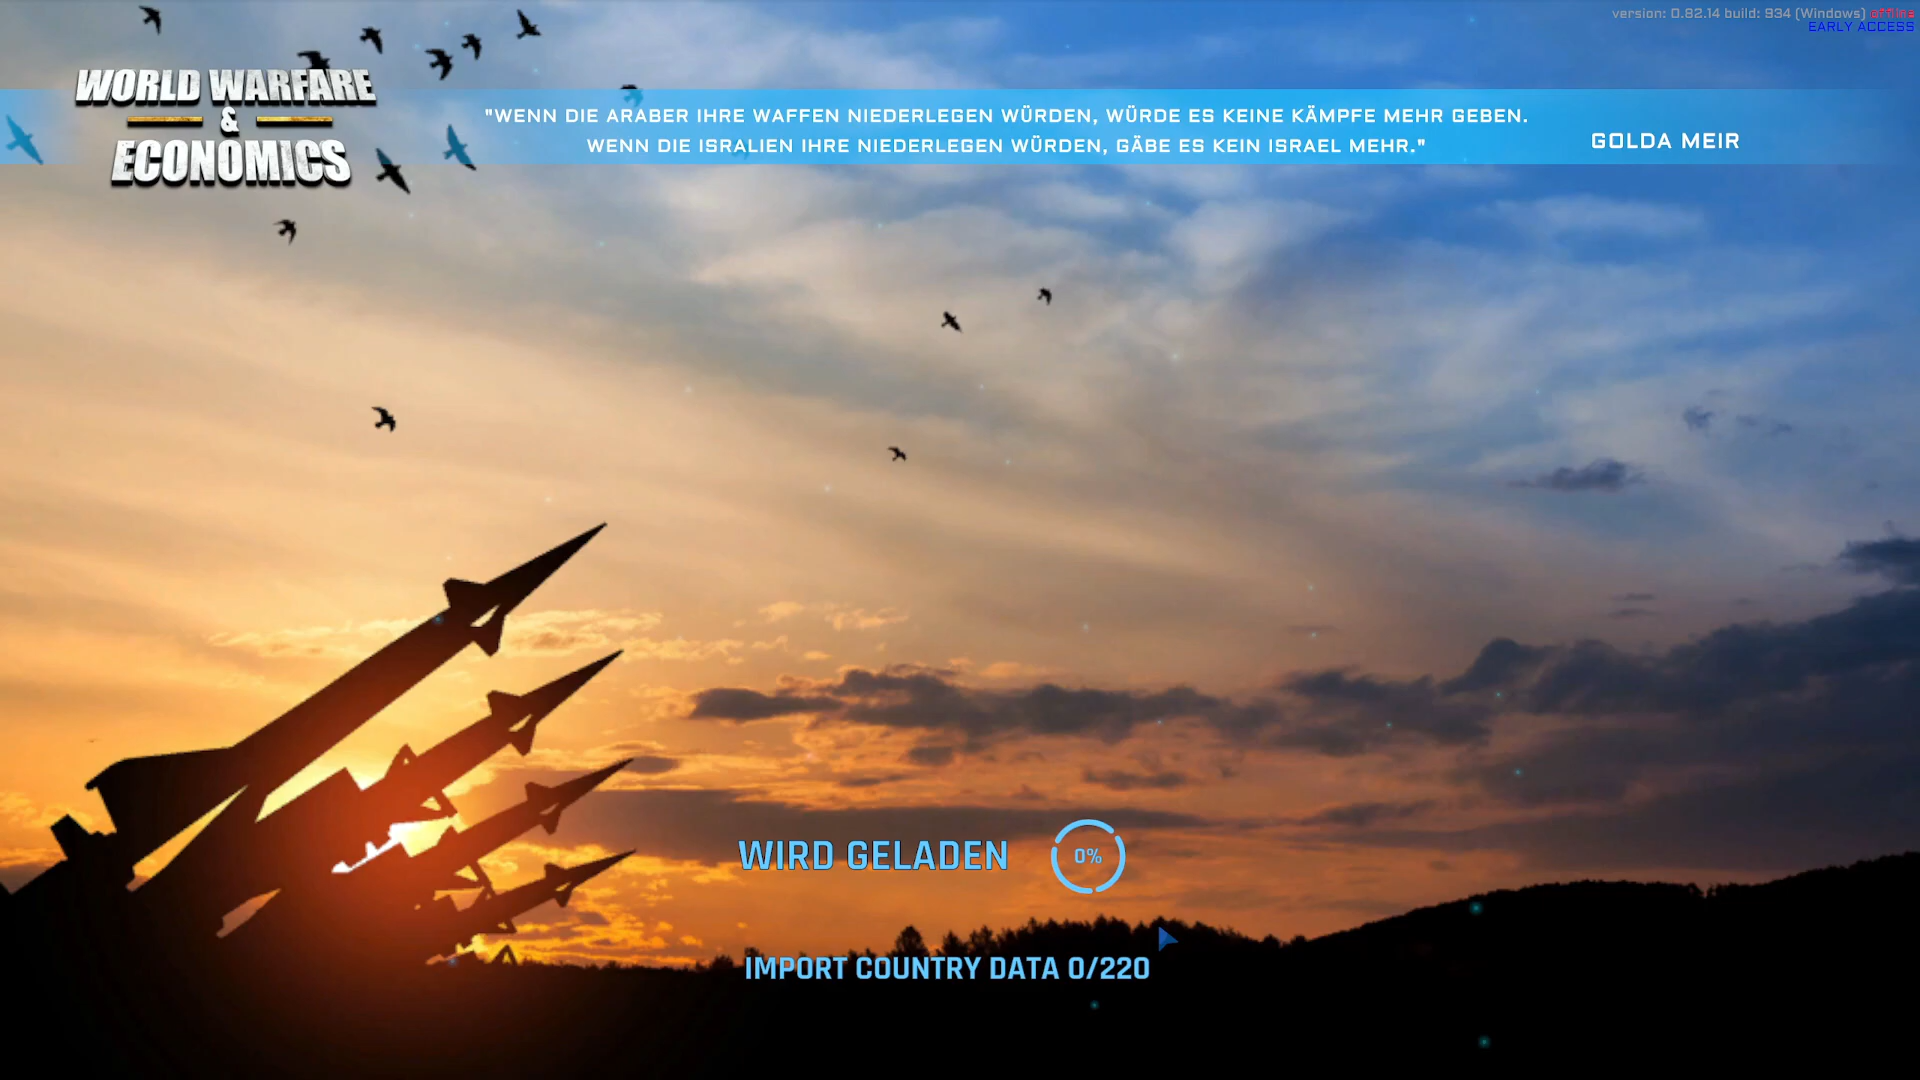 version: 0.82.14 build: 934 (Windows) offline
EARLY ACCESS
WORLD WARFARE
&
ECONOMICS
"WENN DIE ARABER IHRE WAFFEN NIEDERLEGEN WÜRDEN, WÜRDE ES KEINE KÄMPFE MEHR GEBEN.
WENN DIE ISRALIEN IHRE NIEDERLEGEN WÜRDEN, GÄBE ES KEIN ISRAEL MEHR."
GOLDA MEIR
WIRD GELADEN
0%
IMPORT COUNTRY DATA 0/220